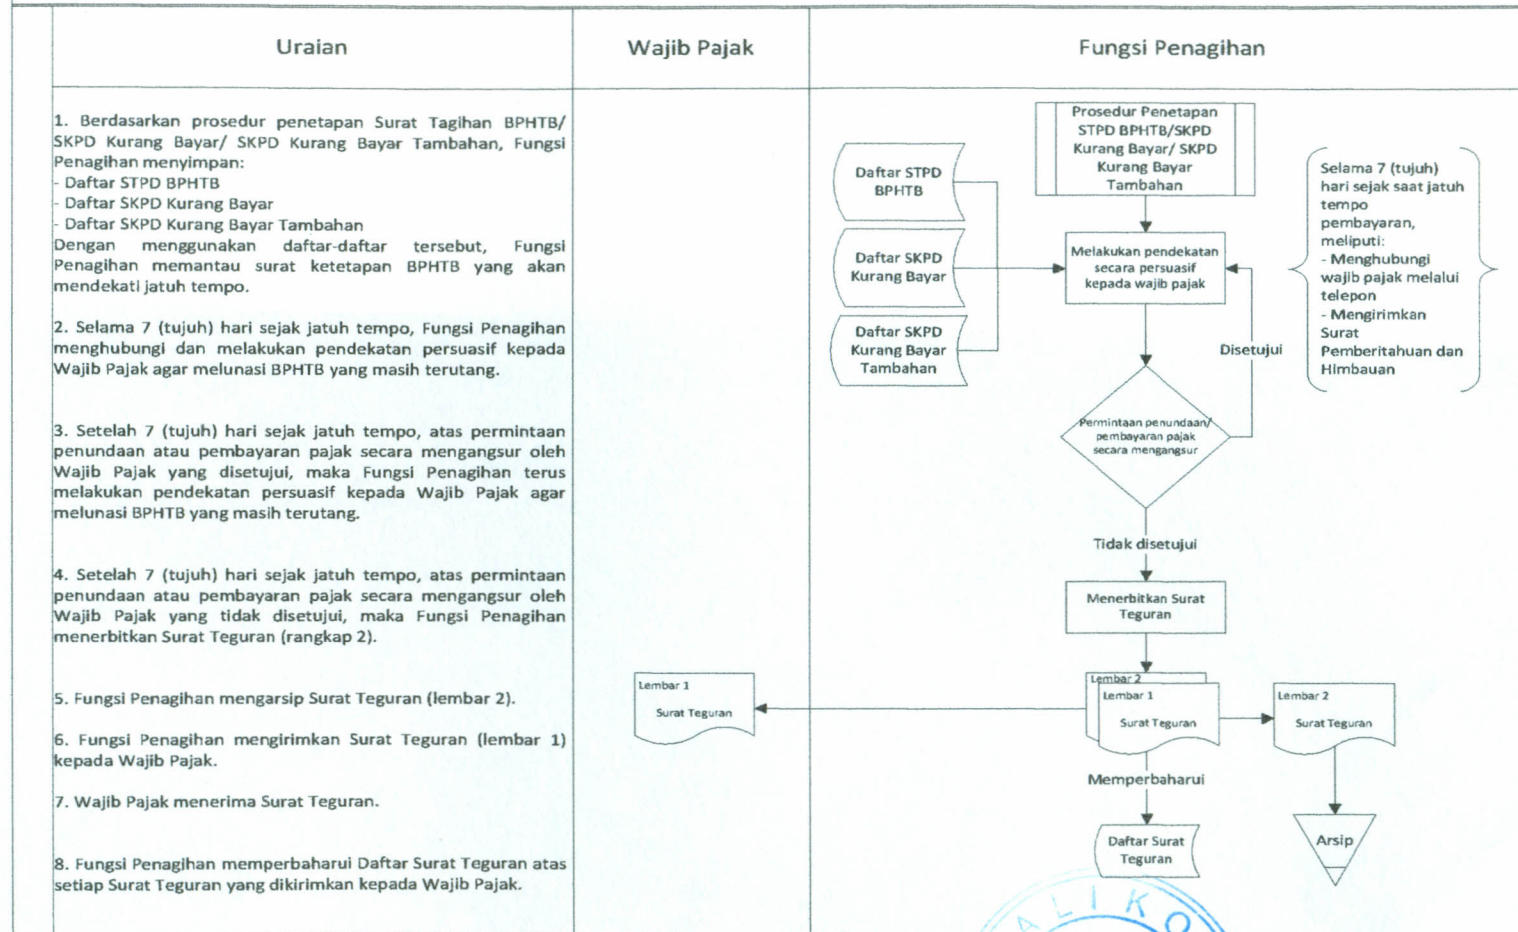 Uraian
Wajib Pajak
Fungsi Penagihan
1. Berdasarkan prosedur penetapan Surat Tagihan BPHTB/
SKPD Kurang Bayar/ SKPD Kurang Bayar Tambahan, Fungsi
Penagihan menyimpan:
- Daftar STPD BPHTB
- Daftar SKPD Kurang Bayar
- Daftar SKPD Kurang Bayar Tambahan
Dengan menggunakan daftar-daftar tersebut, Fungsi
Penagihan memantau surat ketetapan BPHTB yang akan
mendekati jatuh tempo.
2. Selama 7 (tujuh) hari sejak jatuh tempo, Fungsi Penagihan
menghubungi dan melakukan pendekatan persuasif kepada
Wajib Pajak agar melunasi BPHTB yang masih terutang.
3. Setelah 7 (tujuh) hari sejak jatuh tempo, atas permintaan
penundaan atau pembayaran pajak secara mengangsur oleh
Wajib Pajak yang disetujui, maka Fungsi Penagihan terus
melakukan pendekatan persuasif kepada Wajib Pajak agar
melunasi BPHTB yang masih terutang.
4. Setelah 7 (tujuh) hari sejak jatuh tempo, atas permintaan
penundaan atau pembayaran pajak secara mengangsur oleh
Wajib Pajak yang tidak disetujui, maka Fungsi Penagihan
menerbitkan Surat Teguran (rangkap 2).
5. Fungsi Penagihan mengarsip Surat Teguran (lembar 2).
6. Fungsi Penagihan mengirimkan Surat Teguran (lembar 1)
kepada Wajib Pajak.
7. Wajib Pajak menerima Surat Teguran.
8. Fungsi Penagihan memperbaharui Daftar Surat Teguran atas
setiap Surat Teguran yang dikirimkan kepada Wajib Pajak.
Lembar 1
Surat Teguran
Prosedur Penetapan
STPD BPHTB/SKPD
Kurang Bayar/ SKPD
Kurang Bayar
Tambahan
Daftar STPD
BPHTB
Daftar SKPD
Kurang Bayar
Daftar SKPD
Kurang Bayar
Tambahan
Melakukan pendekatan
secara persuasif
kepada wajib pajak
Selama 7 (tujuh)
hari sejak saat jatuh
tempo
pembayaran,
meliputi:
- Menghubungi
wajib pajak melalui
telepon
- Mengirimkan
Surat
Pemberitahuan dan
Himbauan
Disetujui
Permintaan penundaan/
pembayaran pajak
secara mengangsur
Tidak disetujui
Menerbitkan Surat
Teguran
Lembar 2
Lembar 1
Surat Teguran
Lembar 2
Surat Teguran
Memperbaharui
Daftar Surat
Teguran
Arsip
ALIKO